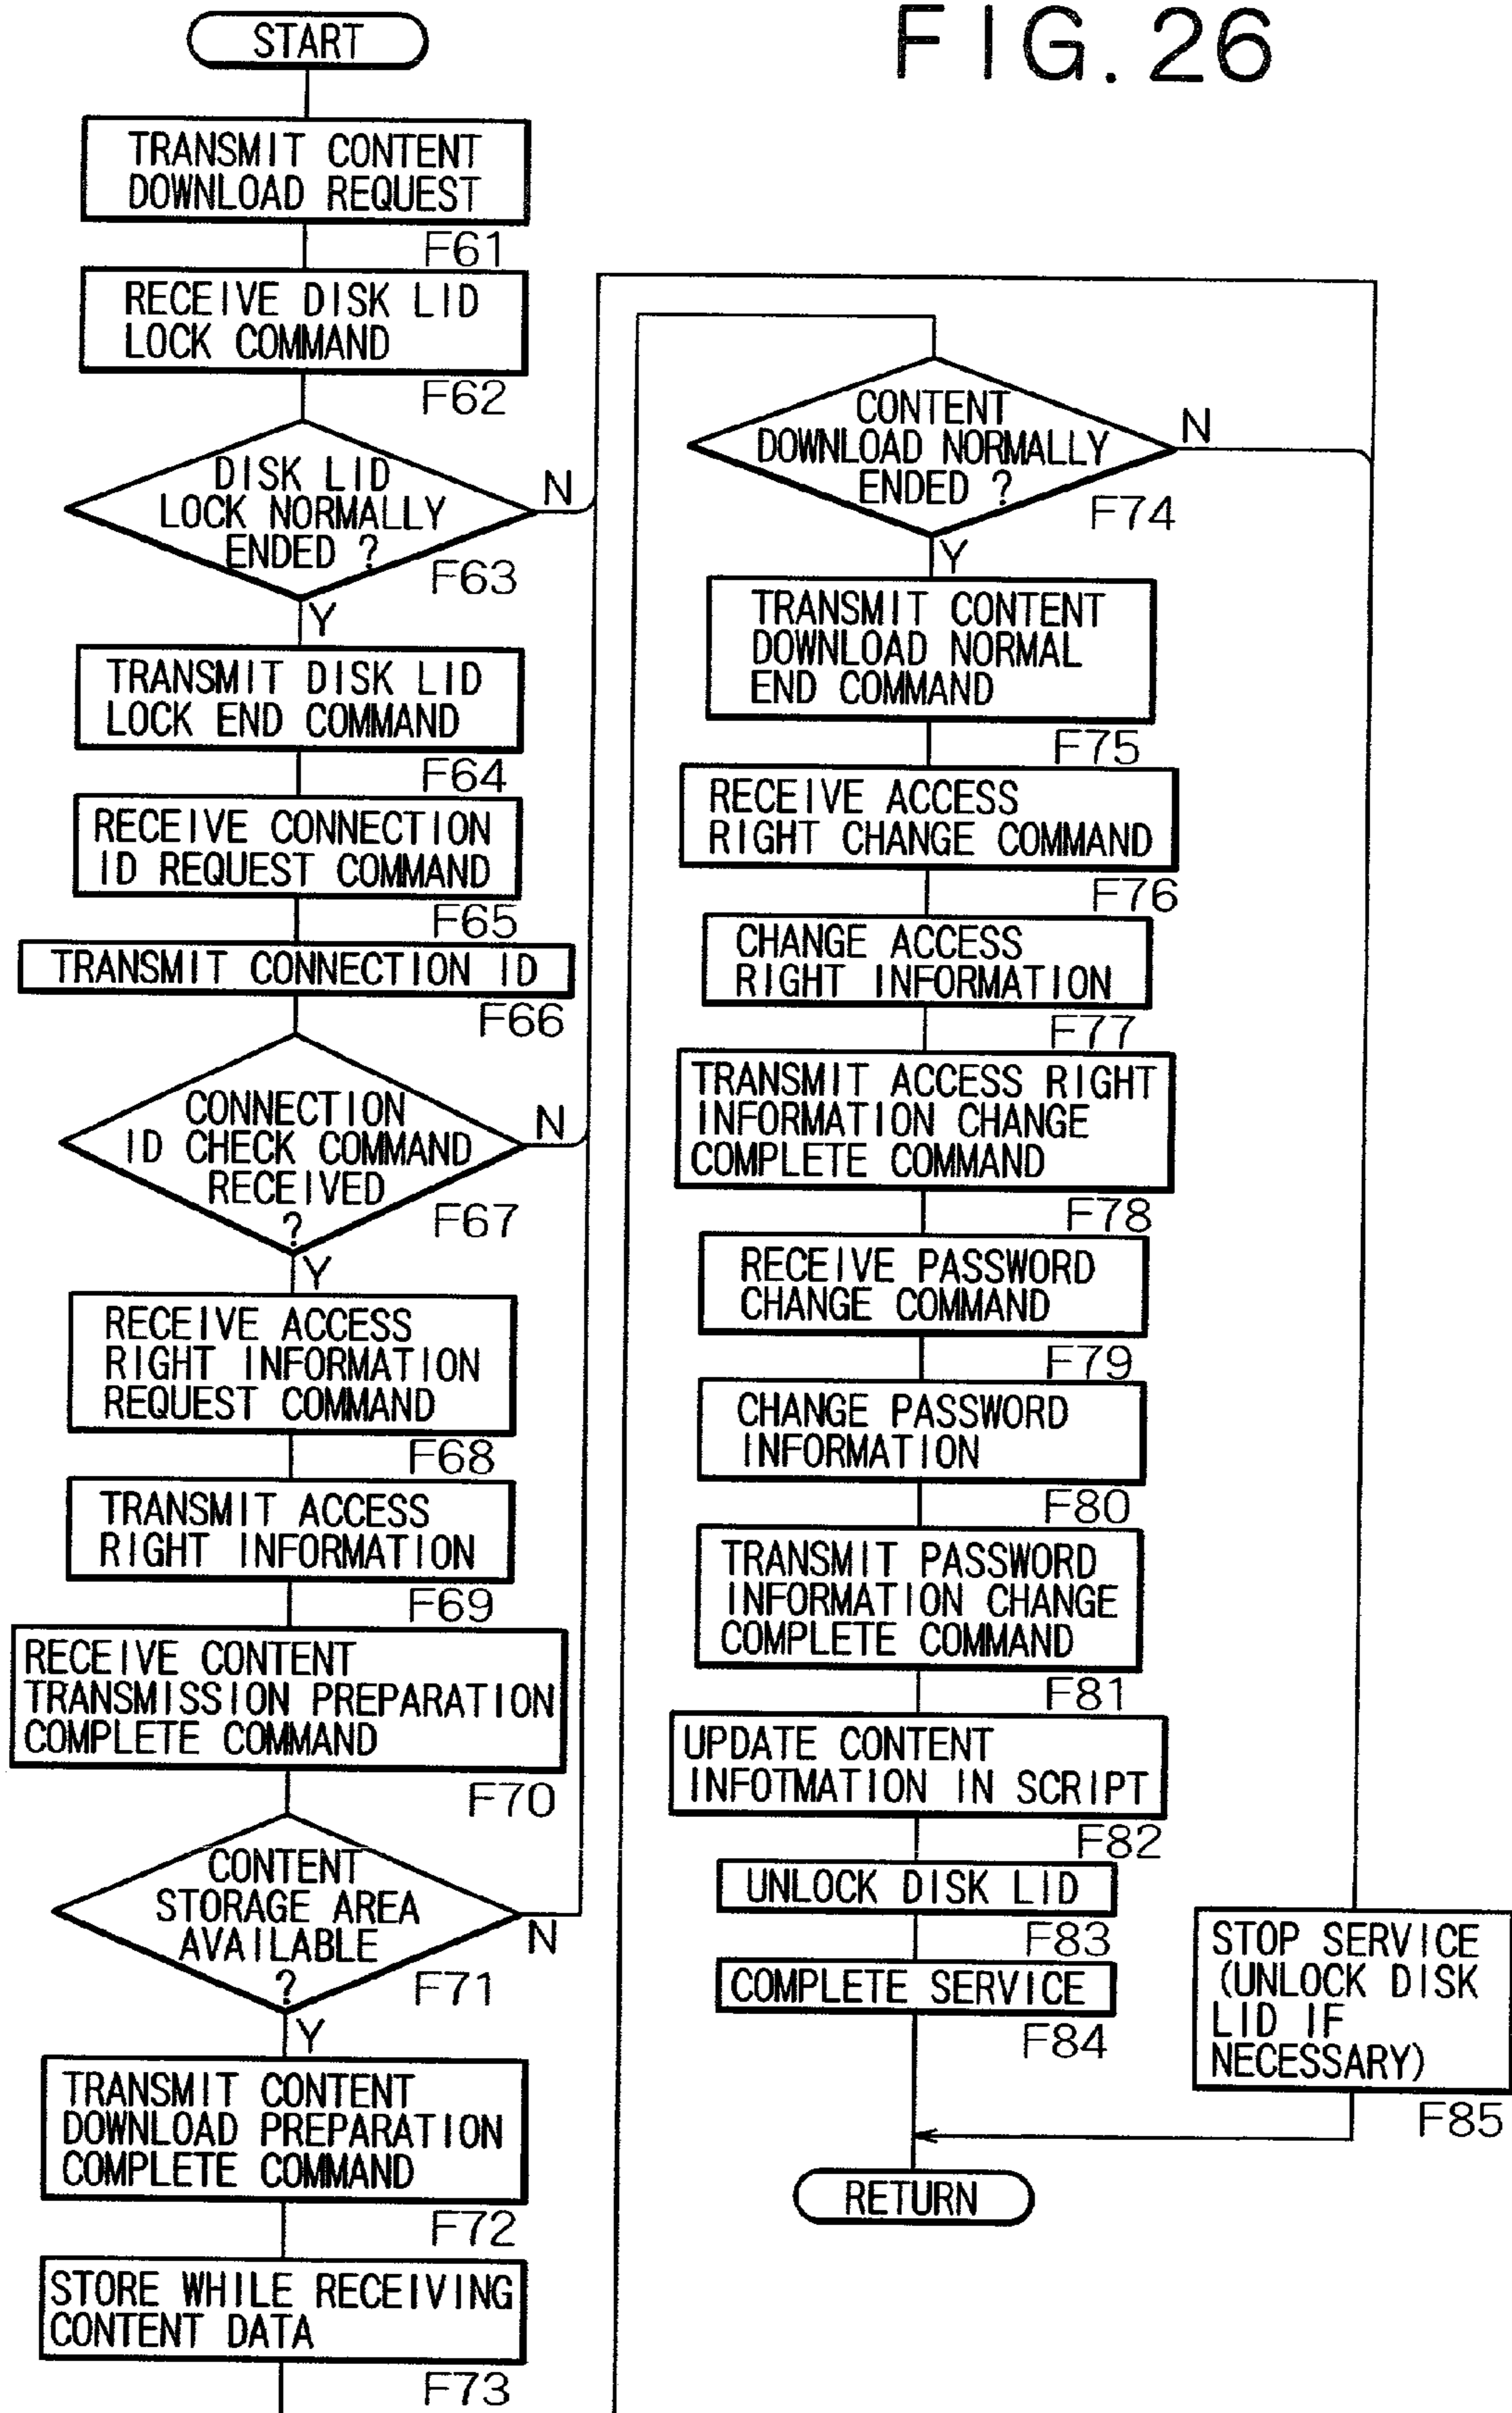 FIG. 26
START
TRANSMIT CONTENT
DOWNLOAD REQUEST
F61
RECEIVE DISK LID
LOCK COMMAND
F62
DISK LID
LOCK NORMALLY
ENDED ?
F63
N
Y
TRANSMIT DISK LID
LOCK END COMMAND
F64
RECEIVE CONNECTION
ID REQUEST COMMAND
F65
TRANSMIT CONNECTION ID
F66
CONNECTION
ID CHECK COMMAND
RECEIVED
?
F67
N
Y
RECEIVE ACCESS
RIGHT INFORMATION
REQUEST COMMAND
F68
TRANSMIT ACCESS
RIGHT INFORMATION
F69
RECEIVE CONTENT
TRANSMISSION PREPARATION
COMPLETE COMMAND
F70
CONTENT
STORAGE AREA
AVAILABLE
?
F71
N
Y
TRANSMIT CONTENT
DOWNLOAD PREPARATION
COMPLETE COMMAND
F72
STORE WHILE RECEIVING
CONTENT DATA
F73
CONTENT
DOWNLOAD NORMALLY
ENDED ?
F74
N
Y
TRANSMIT CONTENT
DOWNLOAD NORMAL
END COMMAND
F75
RECEIVE ACCESS
RIGHT CHANGE COMMAND
F76
CHANGE ACCESS
RIGHT INFORMATION
F77
TRANSMIT ACCESS RIGHT
INFORMATION CHANGE
COMPLETE COMMAND
F78
RECEIVE PASSWORD
CHANGE COMMAND
F79
CHANGE PASSWORD
INFORMATION
F80
TRANSMIT PASSWORD
INFORMATION CHANGE
COMPLETE COMMAND
F81
UPDATE CONTENT
INFOTMATION IN SCRIPT
F82
UNLOCK DISK LID
F83
COMPLETE SERVICE
F84
STOP SERVICE
(UNLOCK DISK
LID IF
NECESSARY)
F85
RETURN